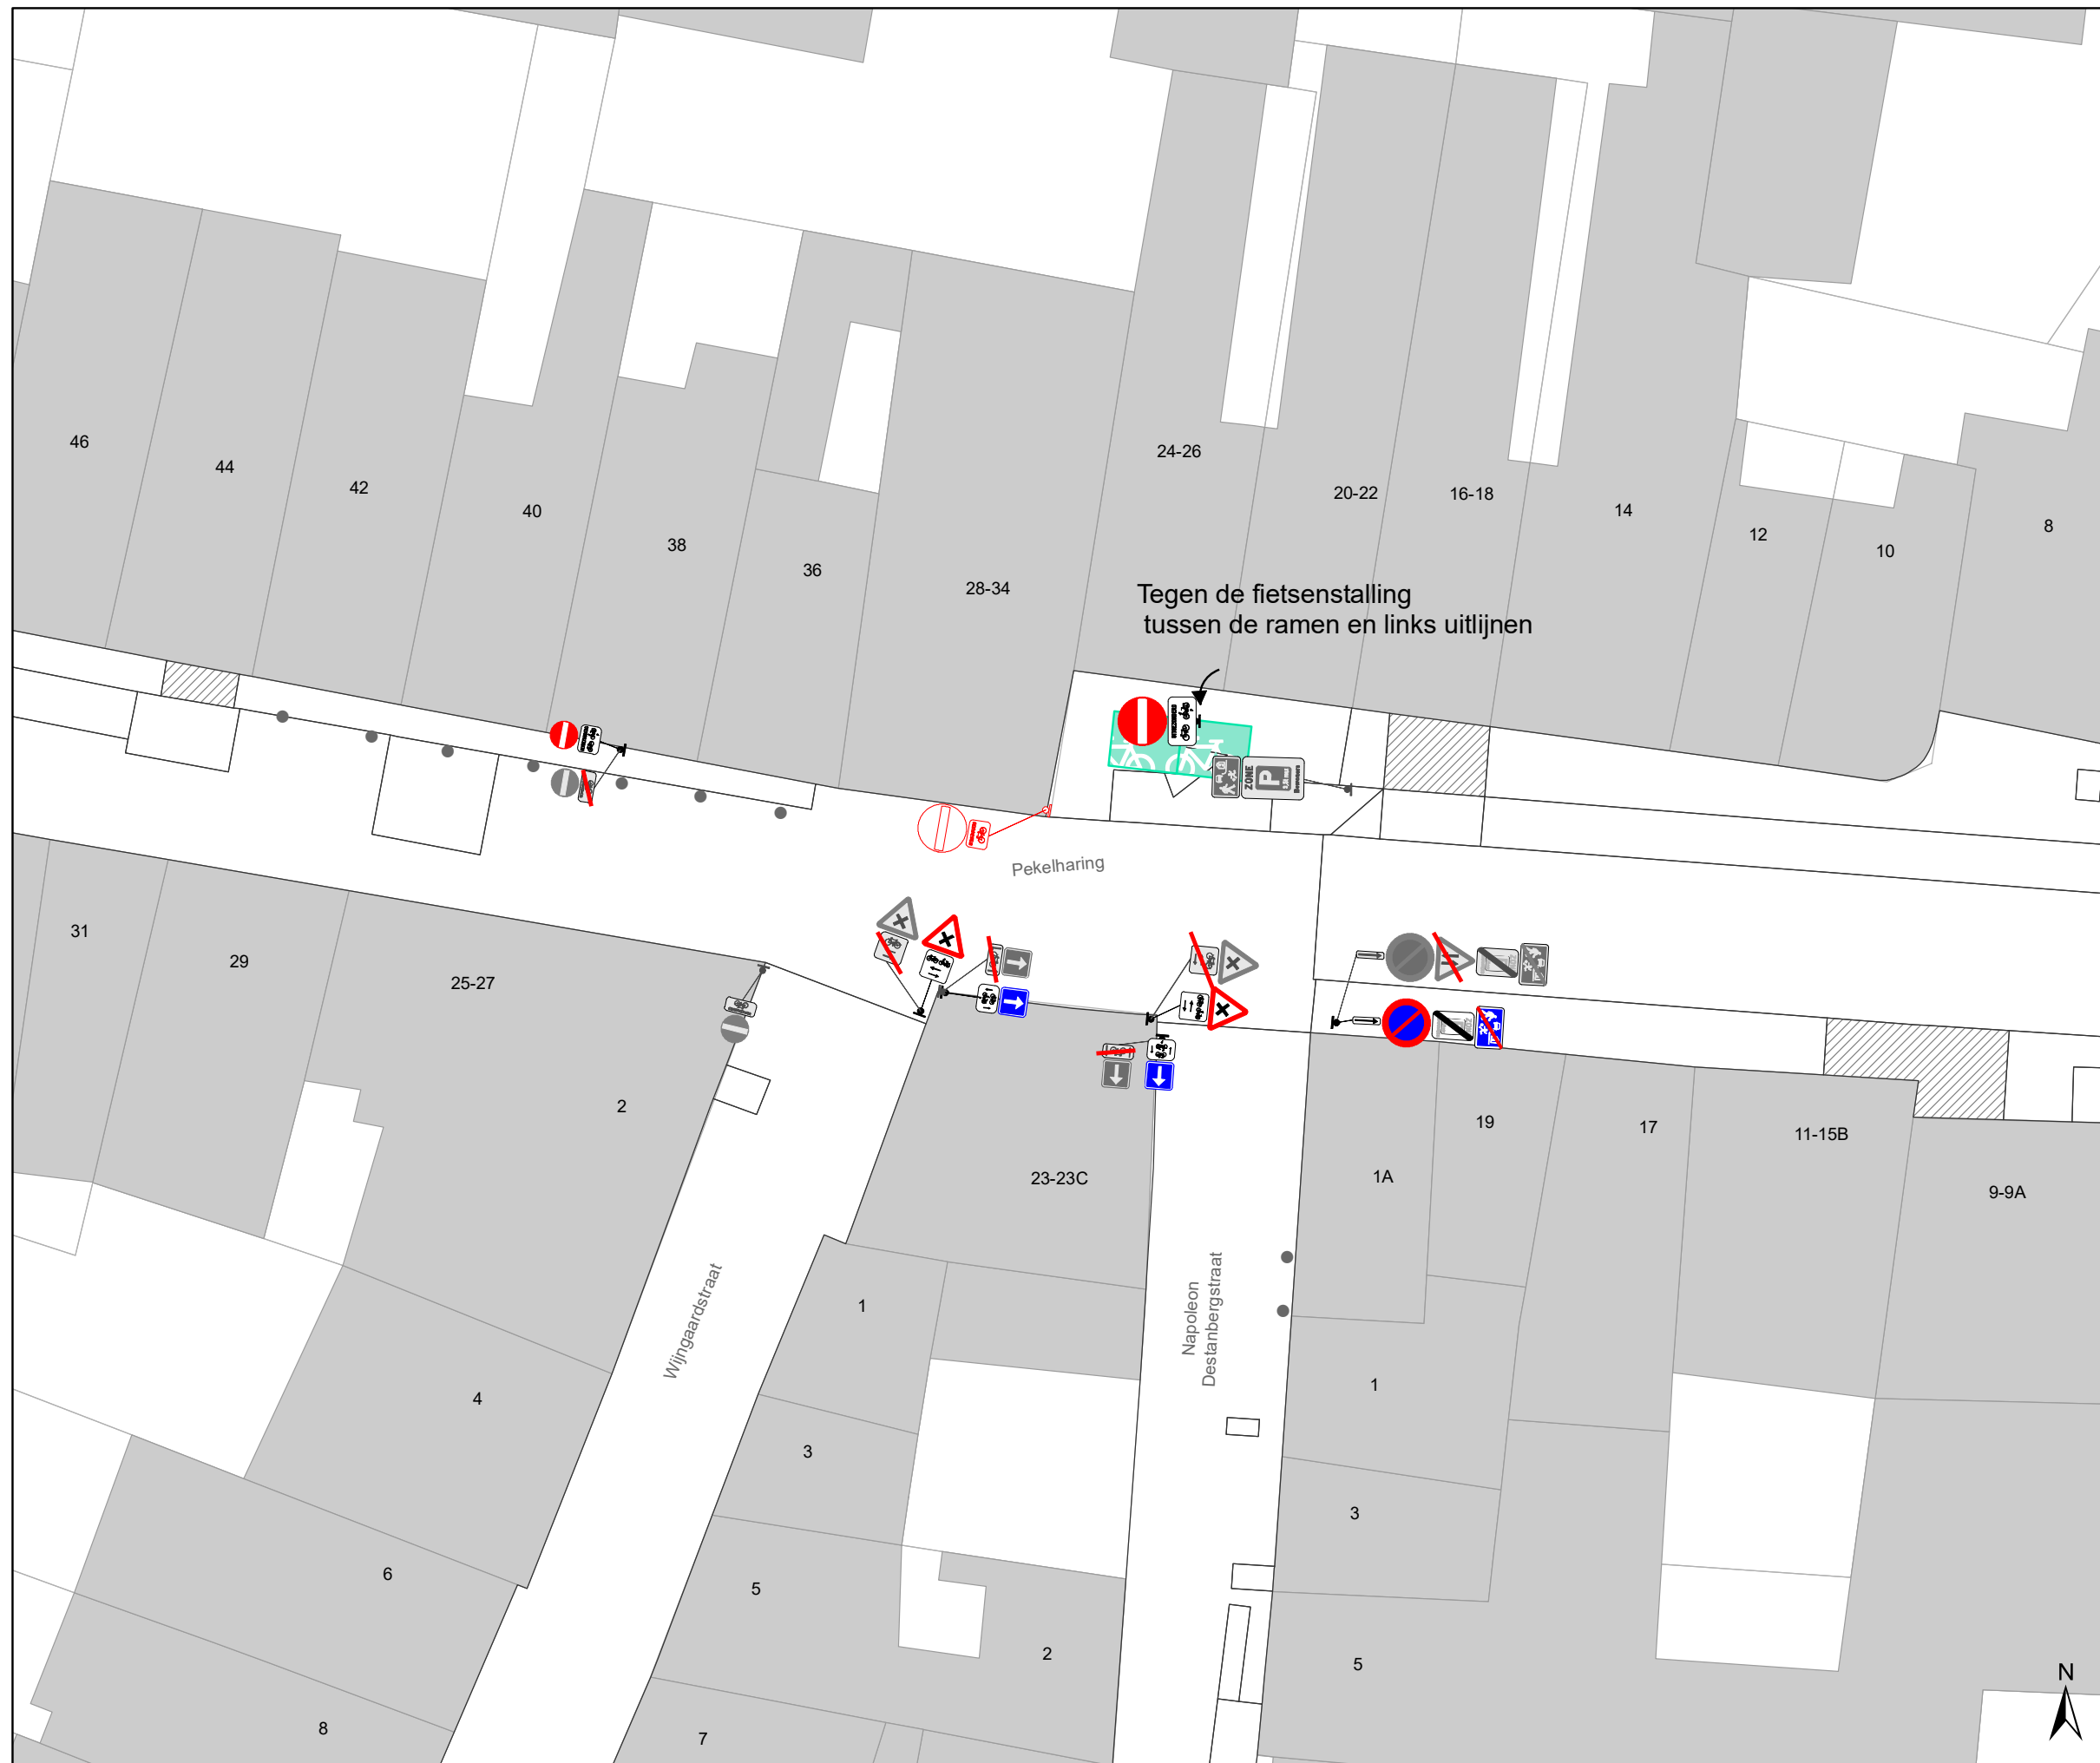 46
44
42
40
38
36
28-34
24-26
20-22
16-18
14
12
10
8
Tegen de fietsenstalling
tussen de ramen en links uitlijnen
ZONE
P
Pekelharing
31
29
25-27
2
23-23C
1A
19
17
11-15B
9-9A
Wijngaardstraat
Napoleon
Destanbergstraat
1
3
5
7
2
4
6
8
1
3
5
N